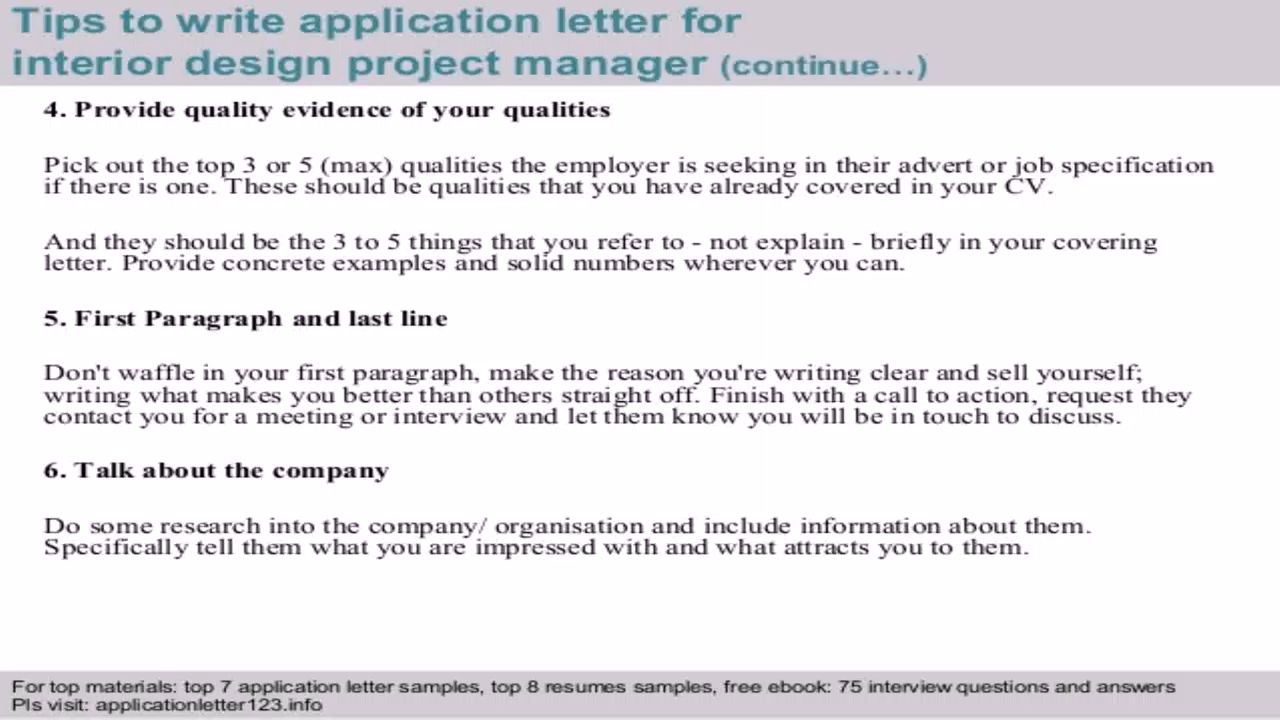 Tips to write application letter for
interior design project manager (continue...)
4. Provide quality evidence of your qualities
Pick out the top 3 or 5 (max) qualities the employer is seeking in their advert or job specification
if there is one. These should be qualities that you have already covered in your CV.
And they should be the 3 to 5 things that you refer to - not explain - briefly in your covering
letter. Provide concrete examples and solid numbers wherever you can.
5. First Paragraph and last line
Don't waffle in your first paragraph, make the reason you're writing clear and sell yourself;
writing what makes you better than others straight off. Finish with a call to action, request they
contact you for a meeting or interview and let them know you will be in touch to discuss.
6. Talk about the company
Do some research into the company/ organisation and include information about them.
Specifically tell them what you are impressed with and what attracts you to them.
For top materials: top 7 application letter samples, top 8 resumes samples, free ebook: 75 interview questions and answers
Pls visit: applicationletter123.info